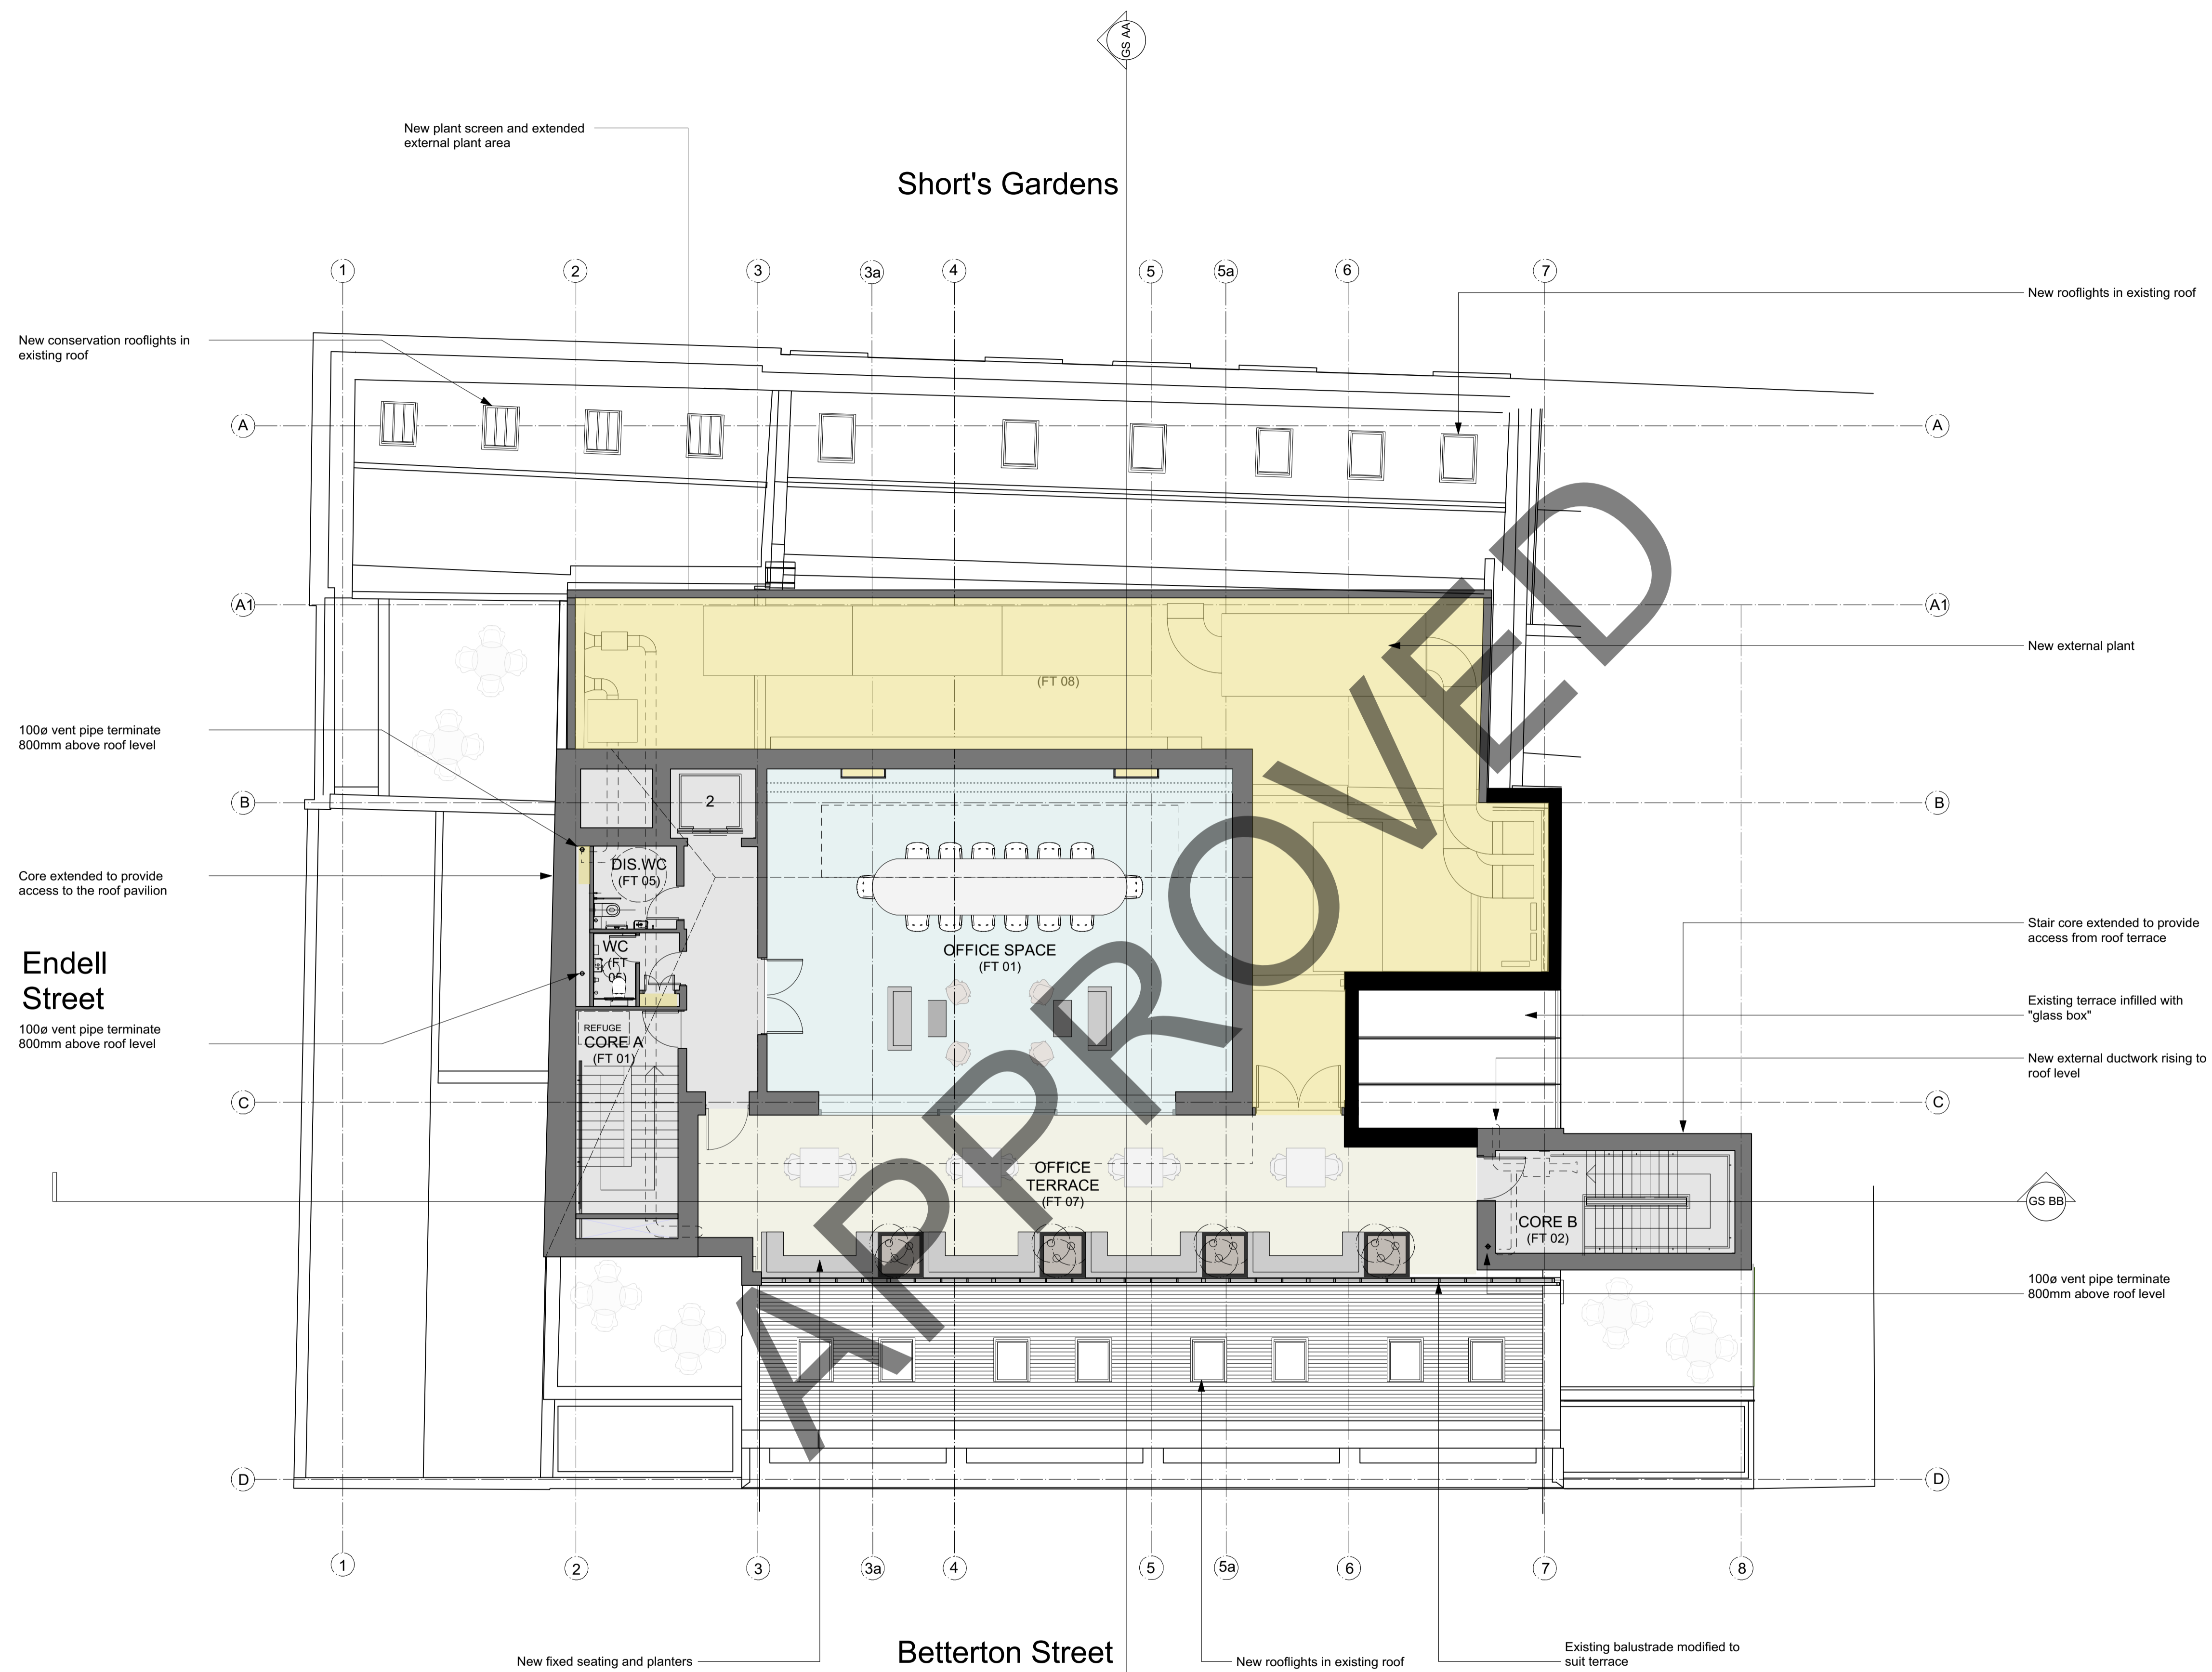 GS AA
New plant screen and extended
external plant area
Short's Gardens
1
2
3
3a
4
5
5a
6
7
New rooflights in existing roof
New conservation rooflights in
existing roof
A
A
A1
A1
New external plant
(FT 08)
100ø vent pipe terminate
800mm above roof level
B
2
B
Core extended to provide
access to the roof pavilion
DIS.WC
(FT 05)
WC
(FT
05)
OFFICE SPACE
(FT 01)
Stair core extended to provide
access from roof terrace
Endell
Street
100ø vent pipe terminate
800mm above roof level
REFUGE
CORE A
(FT 01)
Existing terrace infilled with
"glass box"
New external ductwork rising to
roof level
C
C
OFFICE
TERRACE
(FT 07)
GS BB
CORE B
(FT 02)
100ø vent pipe terminate
800mm above roof level
APPROVED
D
D
1
2
3
3a
4
5
5a
6
7
8
New fixed seating and planters
Betterton Street
New rooflights in existing roof
Existing balustrade modified to
suit terrace